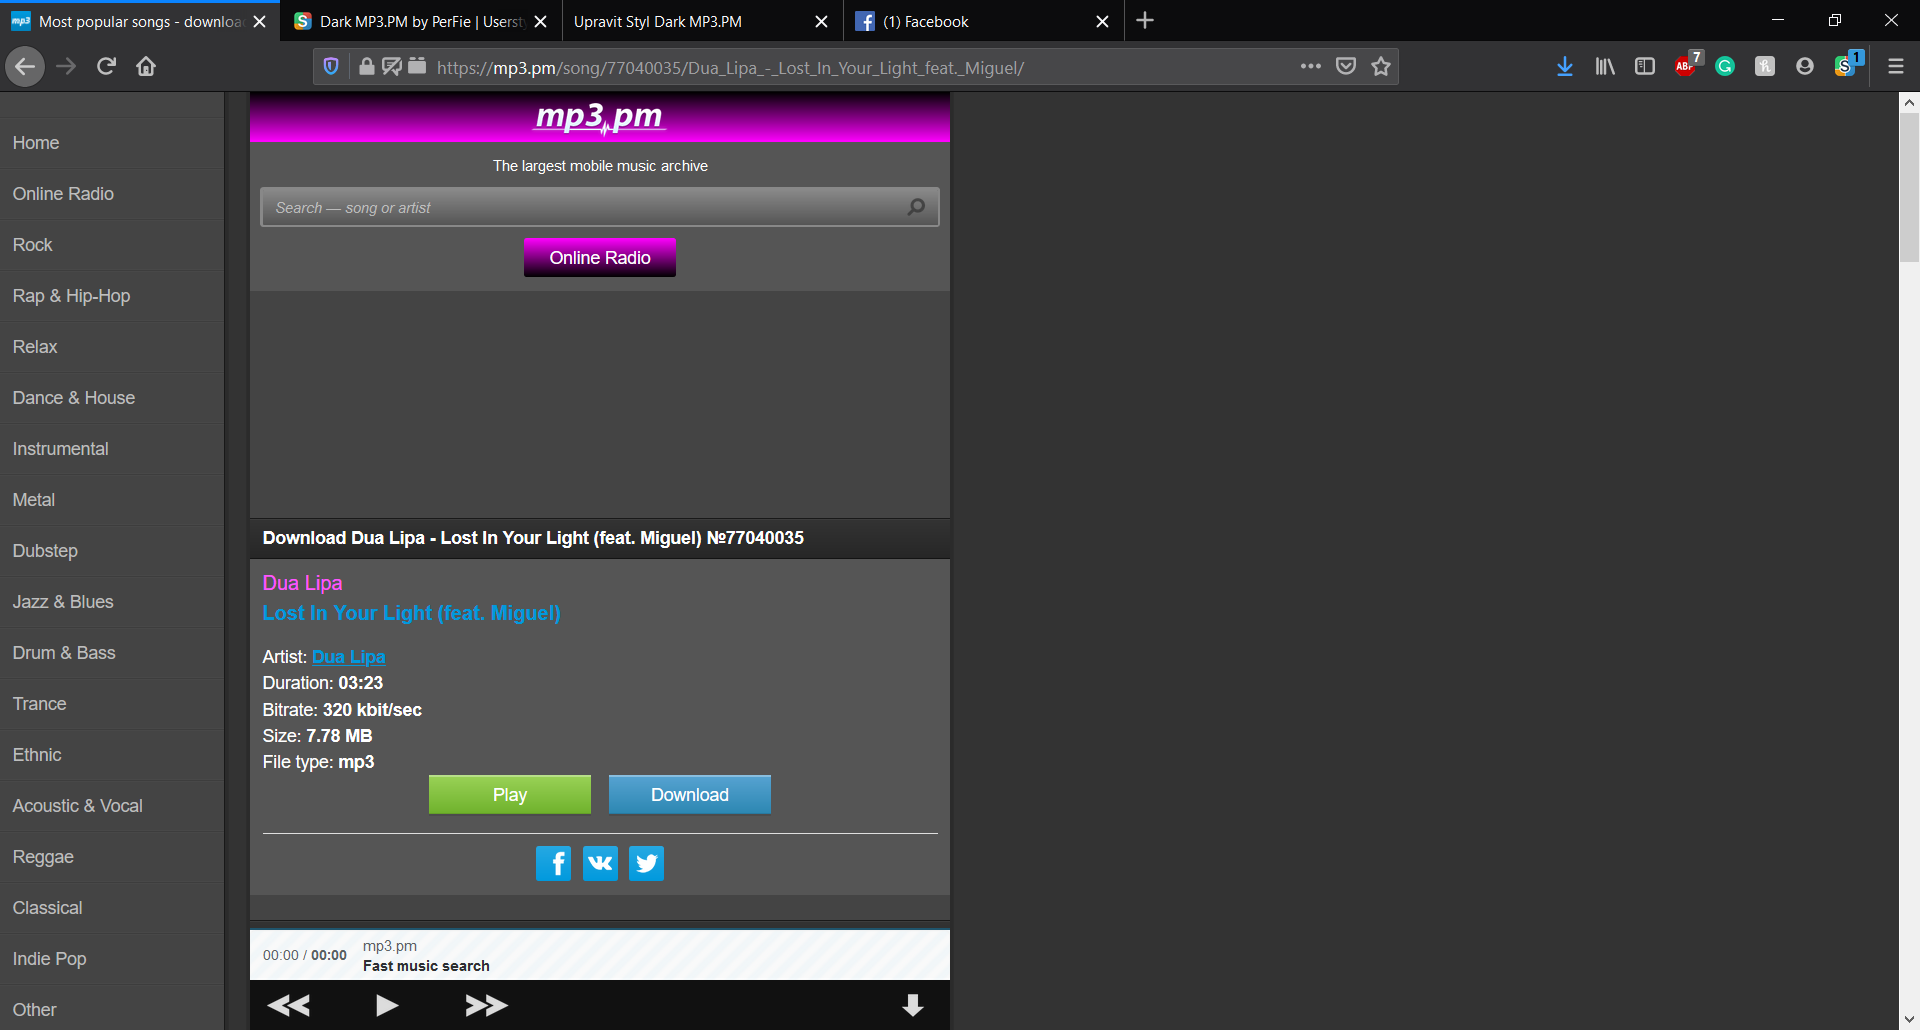 mp3 Most popular songs - download
Dark MP3.PM by PerFie | Userst
Upravit Styl Dark MP3.PM
(1) Facebook
https://mp3.pm/song/77040035/Dua_Lipa_-_Lost_In_Your_Light_feat._Miguel/
ABP 7
1
Home
Online Radio
Rock
Rap & Hip-Hop
Relax
Dance & House
Instrumental
Metal
Dubstep
Jazz & Blues
Drum & Bass
Trance
Ethnic
Acoustic & Vocal
Reggae
Classical
Indie Pop
Other
mp3.pm
The largest mobile music archive
Search — song or artist
Online Radio
Download Dua Lipa - Lost In Your Light (feat. Miguel) №77040035
Dua Lipa
Lost In Your Light (feat. Miguel)
Artist: Dua Lipa
Duration: 03:23
Bitrate: 320 kbit/sec
Size: 7.78 MB
File type: mp3
Play
Download
00:00 / 00:00
mp3.pm
Fast music search